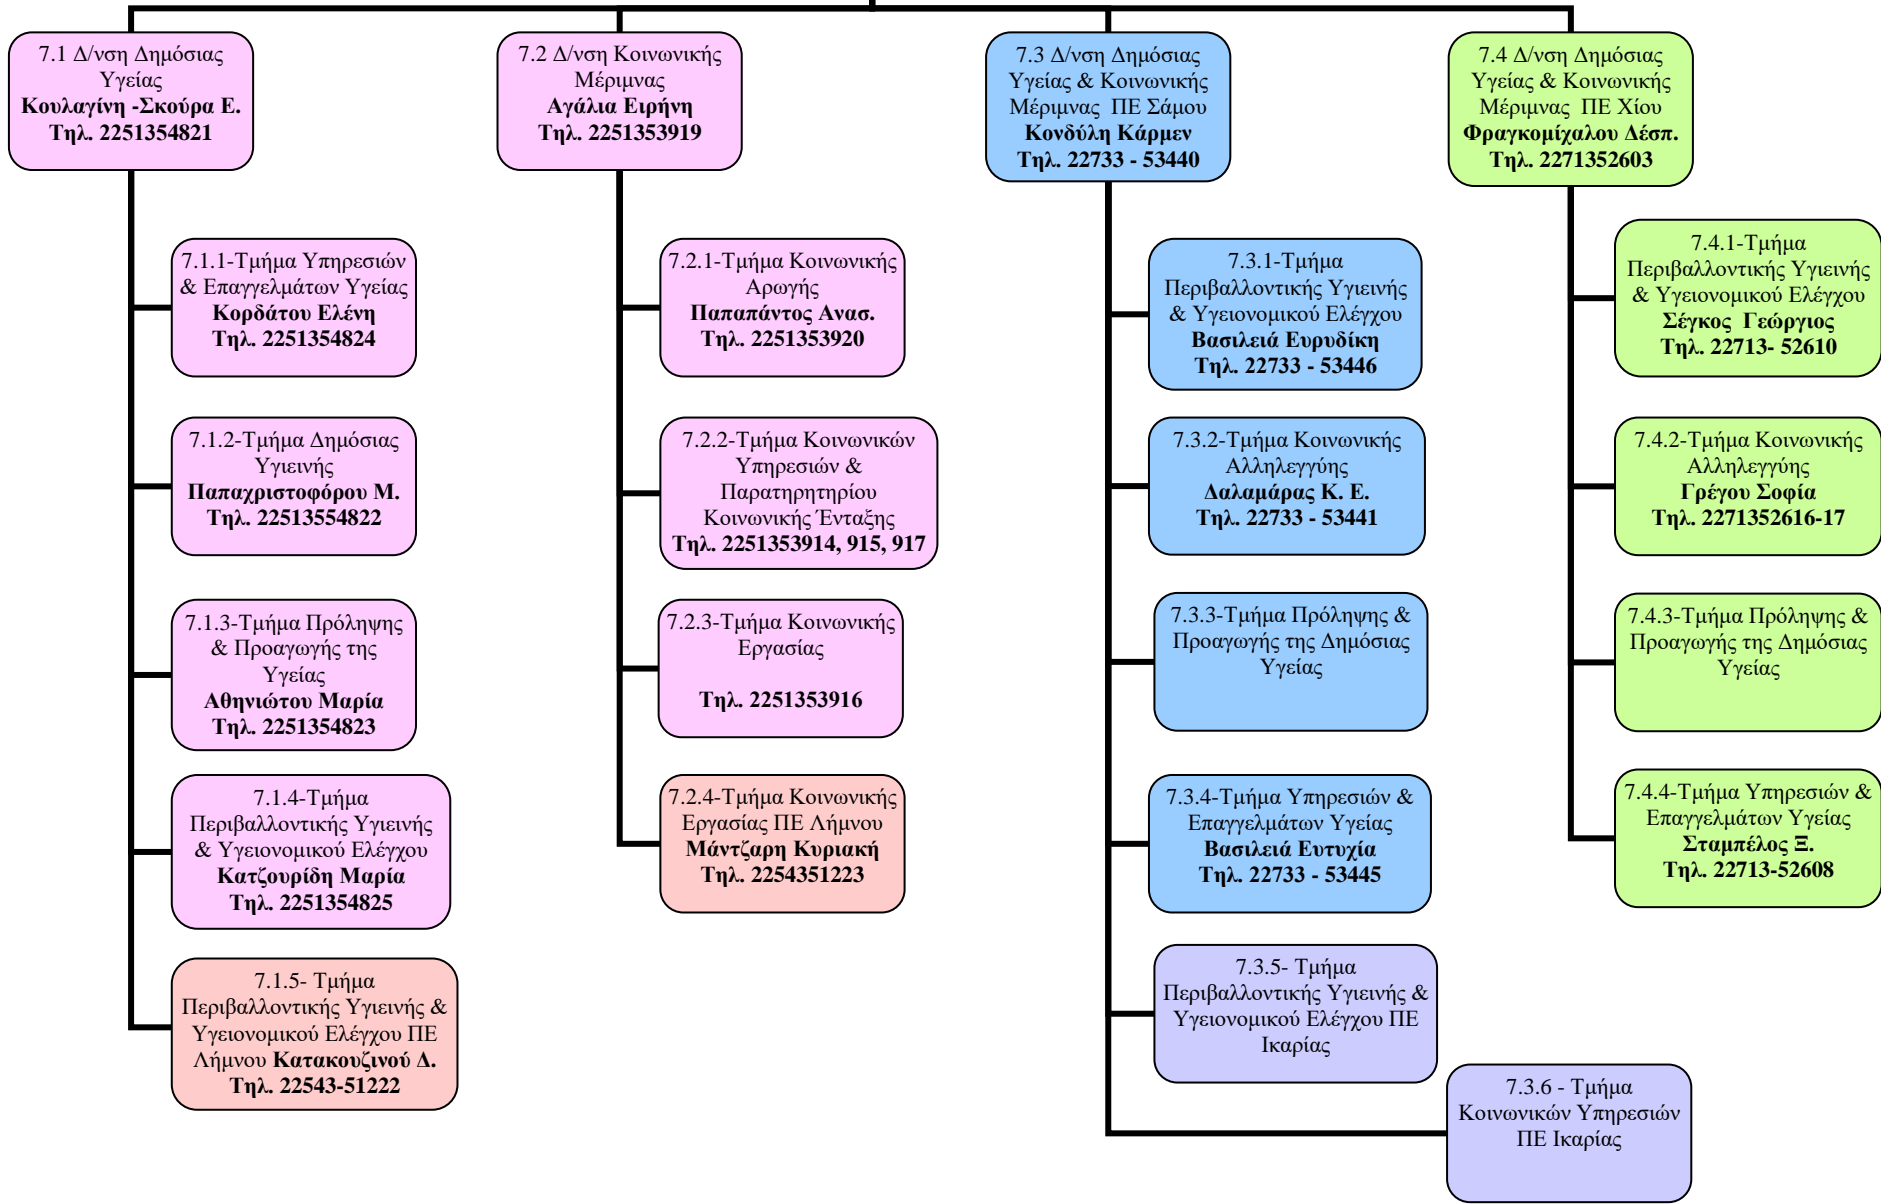 7.1 Δ/νση Δημόσιας
Υγείας
Κουλαγίνη -Σκούρα Ε.
Τηλ. 2251354821
7.1.1-Τμήμα Υπηρεσιών
& Επαγγελμάτων Υγείας
Κορδάτου Ελένη
Τηλ. 2251354824
7.1.2-Τμήμα Δημόσιας
Υγιεινής
Παπαχριστοφόρου Μ.
Τηλ. 22513554822
7.1.3-Τμήμα Πρόληψης
& Προαγωγής της
Υγείας
Αθηνιώτου Μαρία
Τηλ. 2251354823
7.1.4-Τμήμα
Περιβαλλοντικής Υγιεινής
& Υγειονομικού Ελέγχου
Κατζουρίδη Μαρία
Τηλ. 2251354825
7.1.5- Τμήμα
Περιβαλλοντικής Υγιεινής &
Υγειονομικού Ελέγχου ΠΕ
Λήμνου Κατακουζινού Δ.
Τηλ. 22543-51222
7.2 Δ/νση Κοινωνικής
Μέριμνας
Αγάλια Ειρήνη
Τηλ. 2251353919
7.2.1-Τμήμα Κοινωνικής
Αρωγής
Παπαπάντος Ανασ.
Τηλ. 2251353920
7.2.2-Τμήμα Κοινωνικών
Υπηρεσιών &
Παρατηρητηρίου
Κοινωνικής Ένταξης
Τηλ. 2251353914, 915, 917
7.2.3-Τμήμα Κοινωνικής
Εργασίας
Τηλ. 2251353916
7.2.4-Τμήμα Κοινωνικής
Εργασίας ΠΕ Λήμνου
Μάντζαρη Κυριακή
Τηλ. 2254351223
7.3 Δ/νση Δημόσιας
Υγείας & Κοινωνικής
Μέριμνας ΠΕ Σάμου
Κονδύλη Κάρμεν
Τηλ. 22733 - 53440
7.3.1-Τμήμα
Περιβαλλοντικής Υγιεινής
& Υγειονομικού Ελέγχου
Βασιλειά Ευρυδίκη
Τηλ. 22733 - 53446
7.3.2-Τμήμα Κοινωνικής
Αλληλεγγύης
Δαλαμάρας Κ. Ε.
Τηλ. 22733 - 53441
7.3.3-Τμήμα Πρόληψης &
Προαγωγής της Δημόσιας
Υγείας
7.3.4-Τμήμα Υπηρεσιών &
Επαγγελμάτων Υγείας
Βασιλειά Ευτυχία
Τηλ. 22733 - 53445
7.3.5- Τμήμα
Περιβαλλοντικής Υγιεινής &
Υγειονομικού Ελέγχου ΠΕ
Ικαρίας
7.3.6 - Τμήμα
Κοινωνικών Υπηρεσιών
ΠΕ Ικαρίας
7.4 Δ/νση Δημόσιας
Υγείας & Κοινωνικής
Μέριμνας ΠΕ Χίου
Φραγκομίχαλου Δέσπ.
Τηλ. 2271352603
7.4.1-Τμήμα
Περιβαλλοντικής Υγιεινής
& Υγειονομικού Ελέγχου
Σέγκος Γεώργιος
Τηλ. 22713- 52610
7.4.2-Τμήμα Κοινωνικής
Αλληλεγγύης
Γρέγου Σοφία
Τηλ. 2271352616-17
7.4.3-Τμήμα Πρόληψης &
Προαγωγής της Δημόσιας
Υγείας
7.4.4-Τμήμα Υπηρεσιών &
Επαγγελμάτων Υγείας
Σταμπέλος Ξ.
Τηλ. 22713-52608